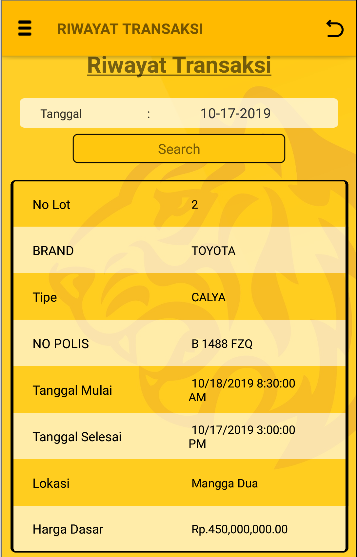 RIWAYAT TRANSAKSI
Riwayat Transaksi
Tanggal : 10-17-2019
Search
No Lot 2
BRAND TOYOTA
Tipe CALYA
NO POLIS B 1488 FZQ
Tanggal Mulai 10/18/2019 8:30:00
AM
Tanggal Selesai 10/17/2019 3:00:00
PM
Lokasi Mangga Dua
Harga Dasar Rp.450,000,000.00